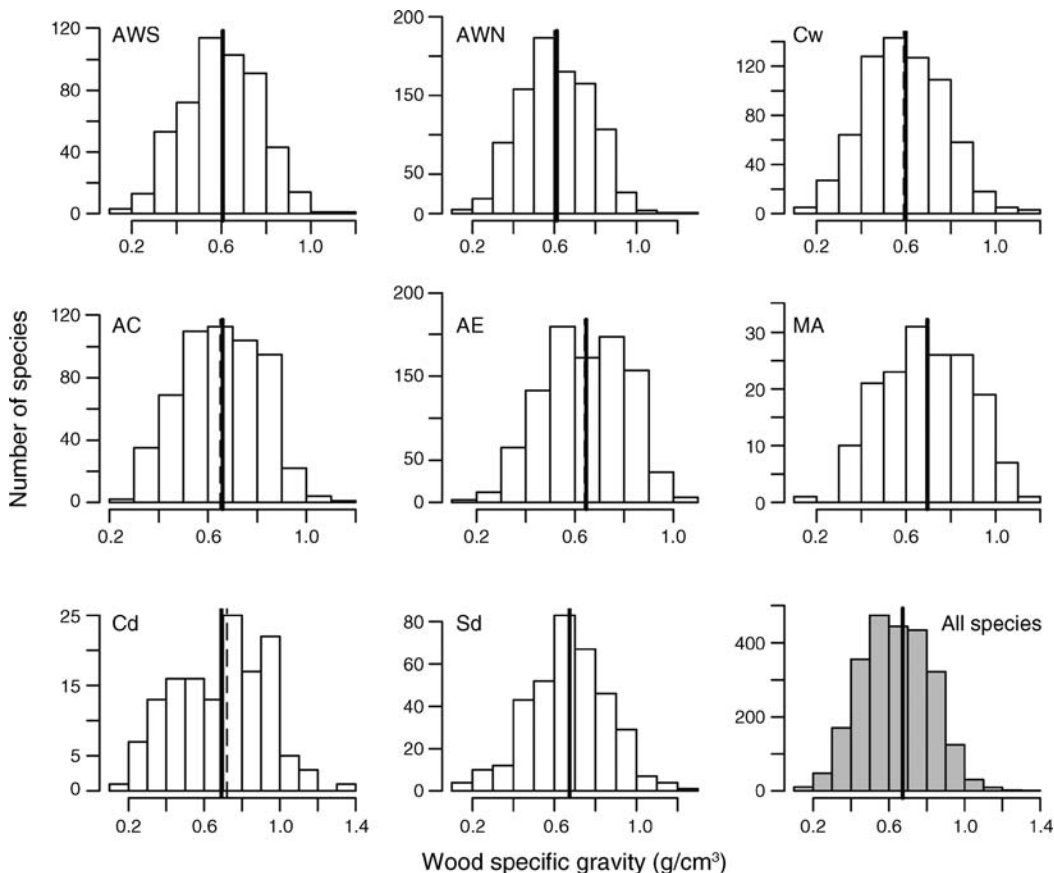 AWS
120
80
40
0
0.2 0.6 1.0
AWN
200
150
50
0
0.2 0.6 1.0
Cw
120
80
40
0
0.2 0.6 1.0
Number of species
AC
120
80
40
0
0.2 0.6 1.0
AE
200
150
50
0
0.2 0.6 1.0
MA
30
20
10
0
0.2 0.6 1.0
Cd
25
15
5
0
0.2 0.6 1.0 1.4
Sd
80
60
40
20
0
0.2 0.6 1.0
All species
400
200
0
0.2 0.6 1.0 1.4
Wood specific gravity (g/cm³)